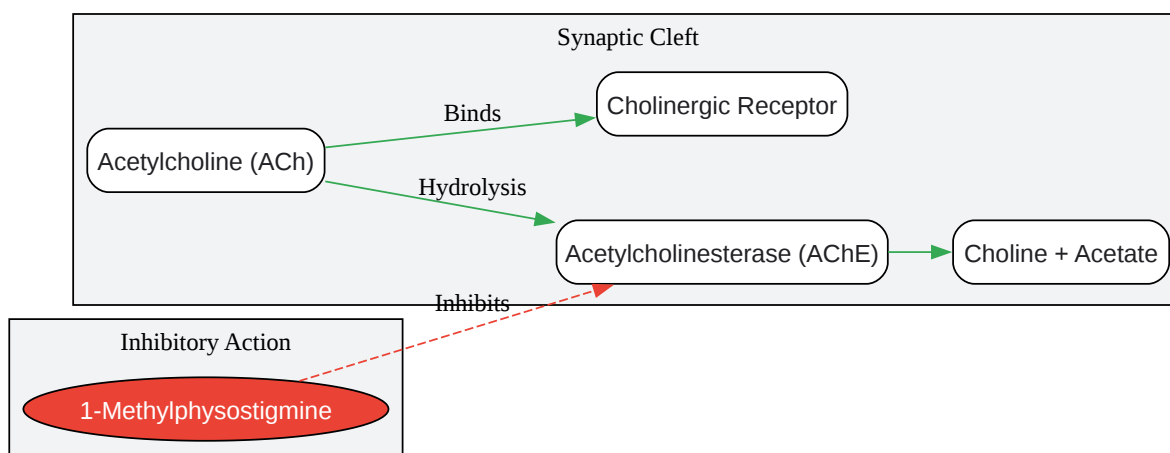 Synaptic Cleft
Cholinergic Receptor
Binds
Acetylcholine (ACh)
Hydrolysis
Acetylcholinesterase (AChE)
Choline + Acetate
Inhibits
Inhibitory Action
1-Methylphysostigmine